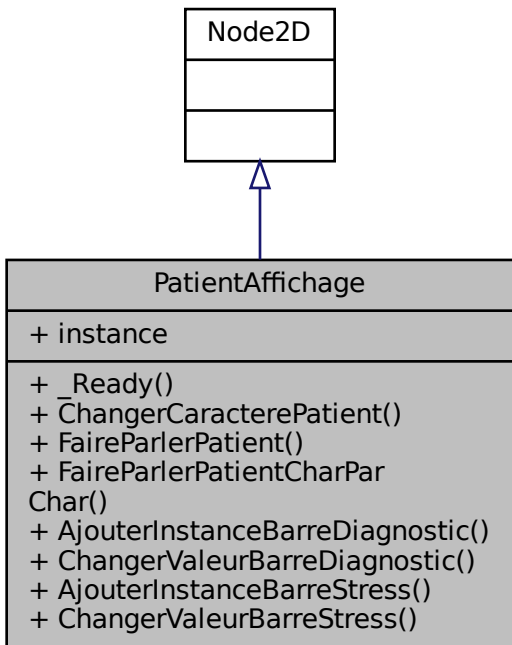 Node2D
PatientAffichage
+ instance
+ _Ready()
+ ChangerCaracterePatient()
+ FaireParlerPatient()
+ FaireParlerPatientCharPar
Char()
+ AjouterInstanceBarreDiagnostic()
+ ChangerValeurBarreDiagnostic()
+ AjouterInstanceBarreStress()
+ ChangerValeurBarreStress()